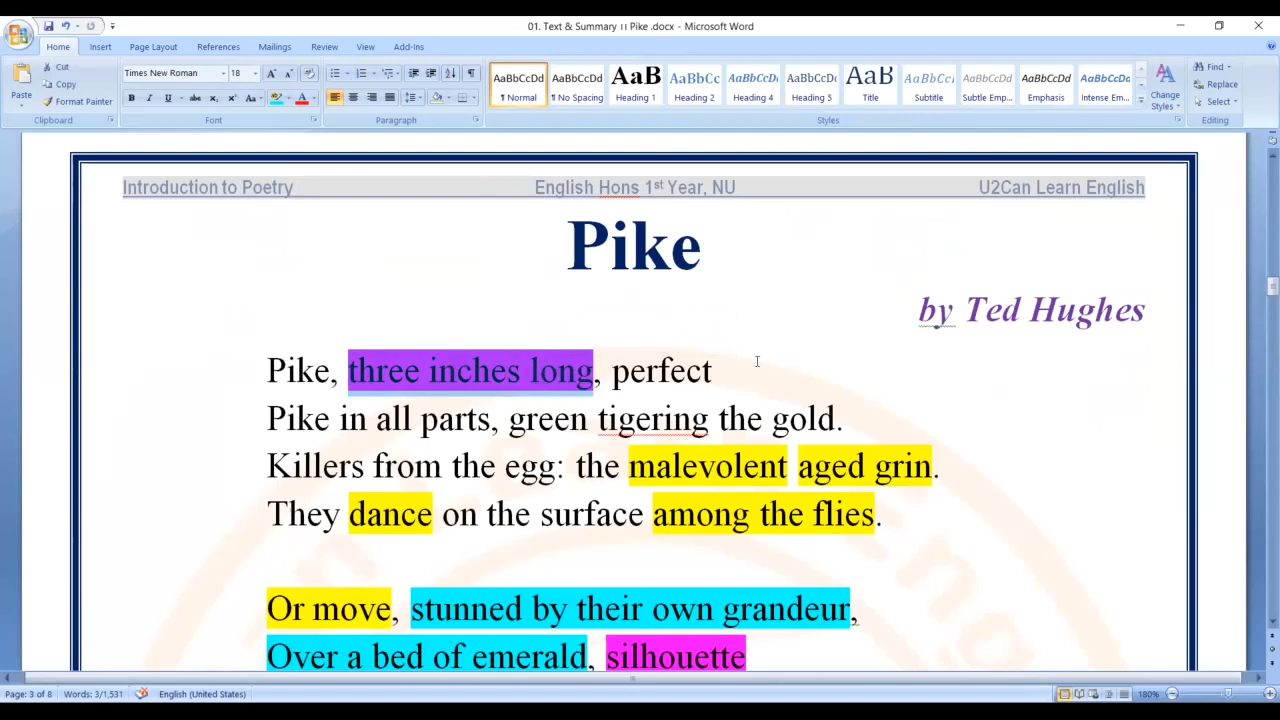 01. Text & Summary ।। Pike .docx - Microsoft Word
Home Insert Page Layout References Mailings Review View Add-Ins
Paste
Cut
Copy
Format Painter
Clipboard
Times New Roman 18
Font
Paragraph
AaBbCcDd AaBbCcDd AaB AaBbCc AaBbCcDc AaBbCcDc AaB AaBbCcL AaBbCcDd AaBbCcDd AaBbCcDd
¶ Normal ¶ No Spacing Heading 1 Heading 2 Heading 4 Heading 5 Title Subtitle Subtle Emp... Emphasis Intense Em...
Change Styles
Styles
Find
Replace
Select
Editing
Introduction to Poetry English Hons 1st Year, NU U2Can Learn English
Pike
by Ted Hughes
Pike, three inches long, perfect
Pike in all parts, green tigering the gold.
Killers from the egg: the malevolent aged grin.
They dance on the surface among the flies.
Or move, stunned by their own grandeur,
Over a bed of emerald, silhouette
Page: 3 of 8 Words: 3/1,531 English (United States) 180%